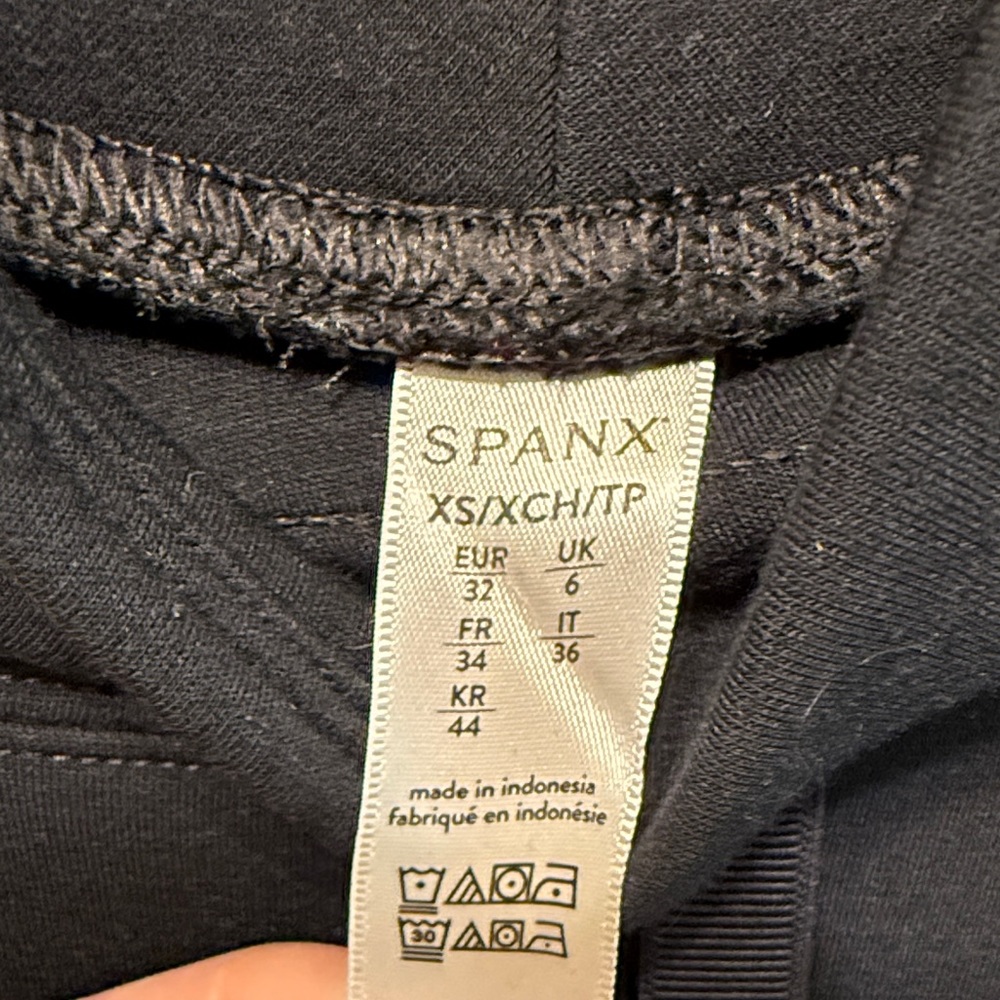 SPANX
XS/XCH/TP
EUR UK
32 6
FR IT
34 36
KR
44
made in indonesia
fabriqué en indonésie
30